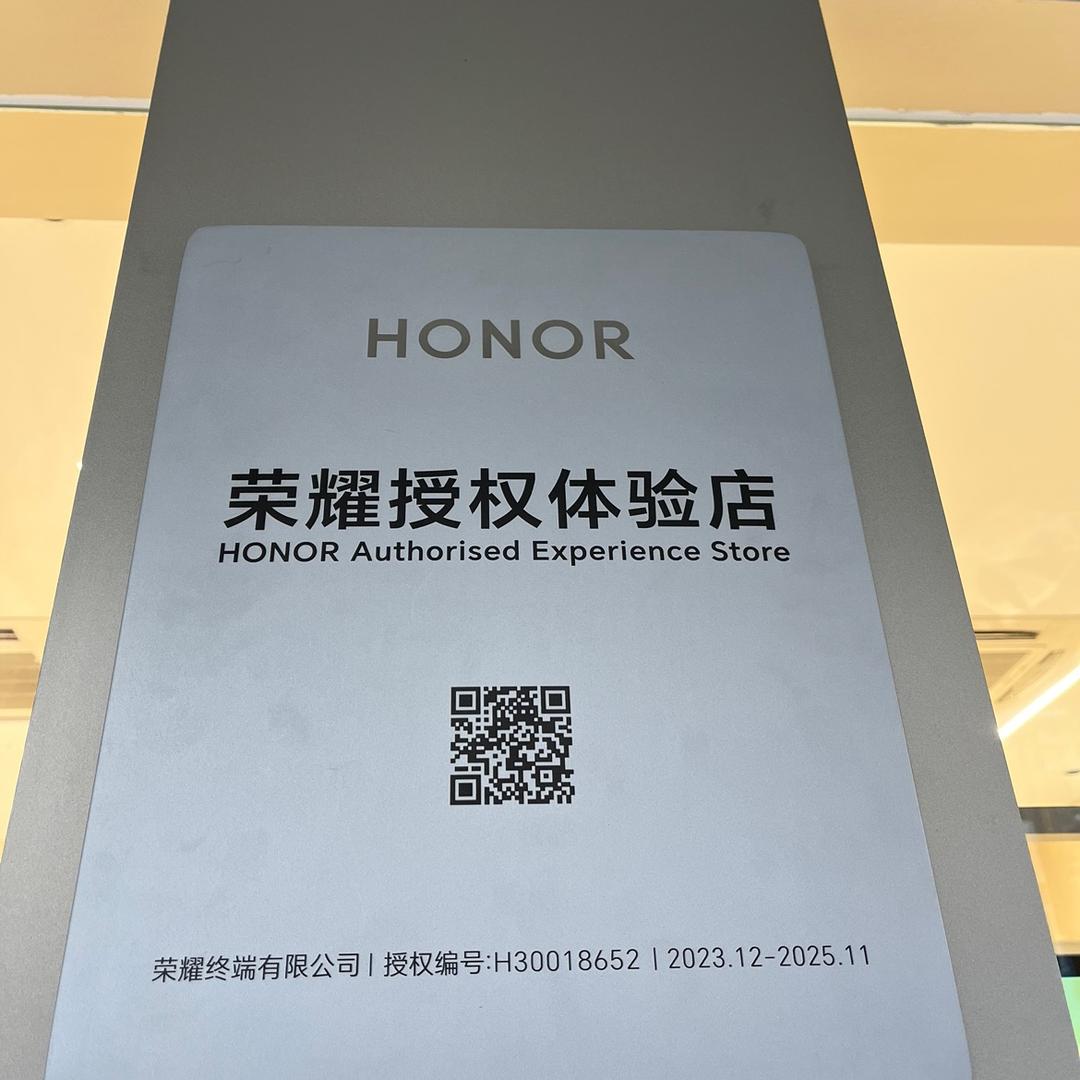 HONOR
荣耀授权体验店
HONOR Authorised Experience Store
荣耀终端有限公司 | 授权编号:H30018652 | 2023.12-2025.11